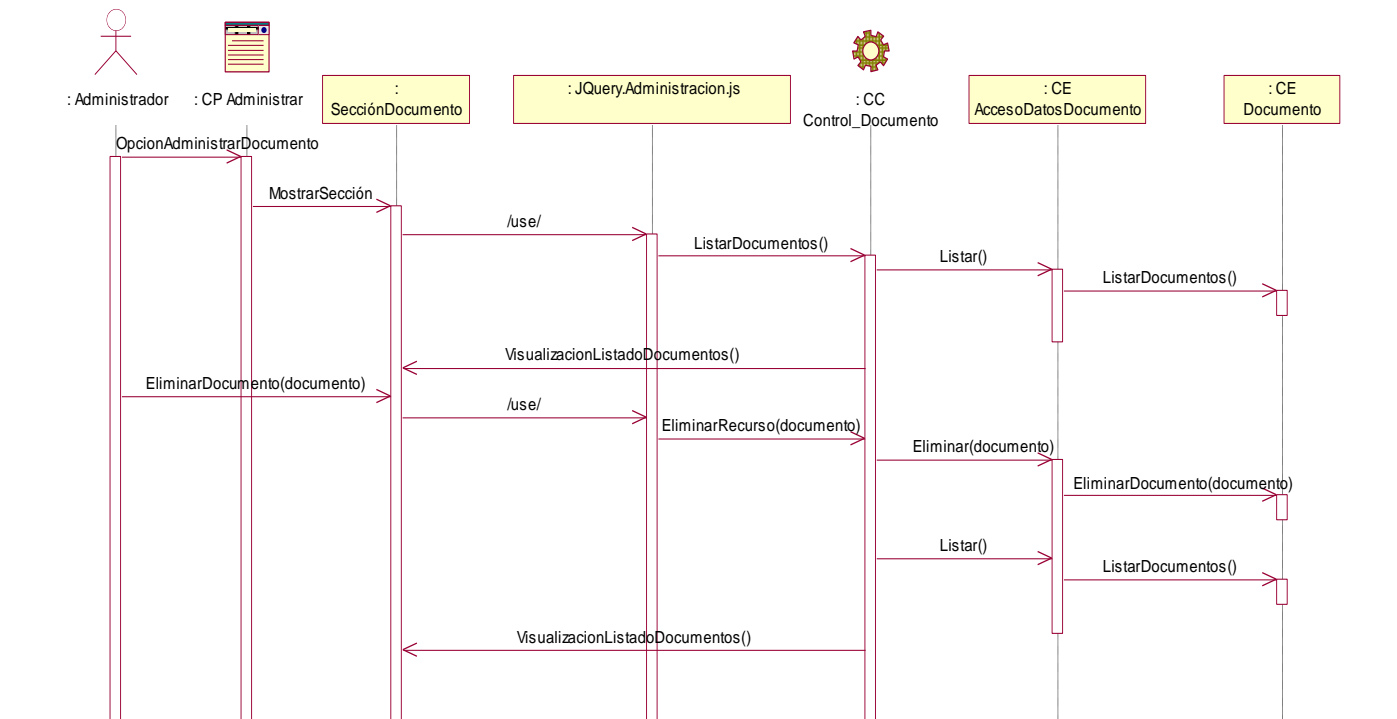 : Administrador
: CP Administrar
:
SecciónDocumento
: JQuery.Administracion.js
: CC
Control_Documento
: CE
AccesoDatosDocumento
: CE
Documento
OpcionAdministrarDocumento
MostrarSección
/use/
ListarDocumentos()
Listar()
ListarDocumentos()
VisualizacionListadoDocumentos()
EliminarDocumento(documento)
/use/
EliminarRecurso(documento)
Eliminar(documento)
EliminarDocumento(documento)
Listar()
ListarDocumentos()
VisualizacionListadoDocumentos()